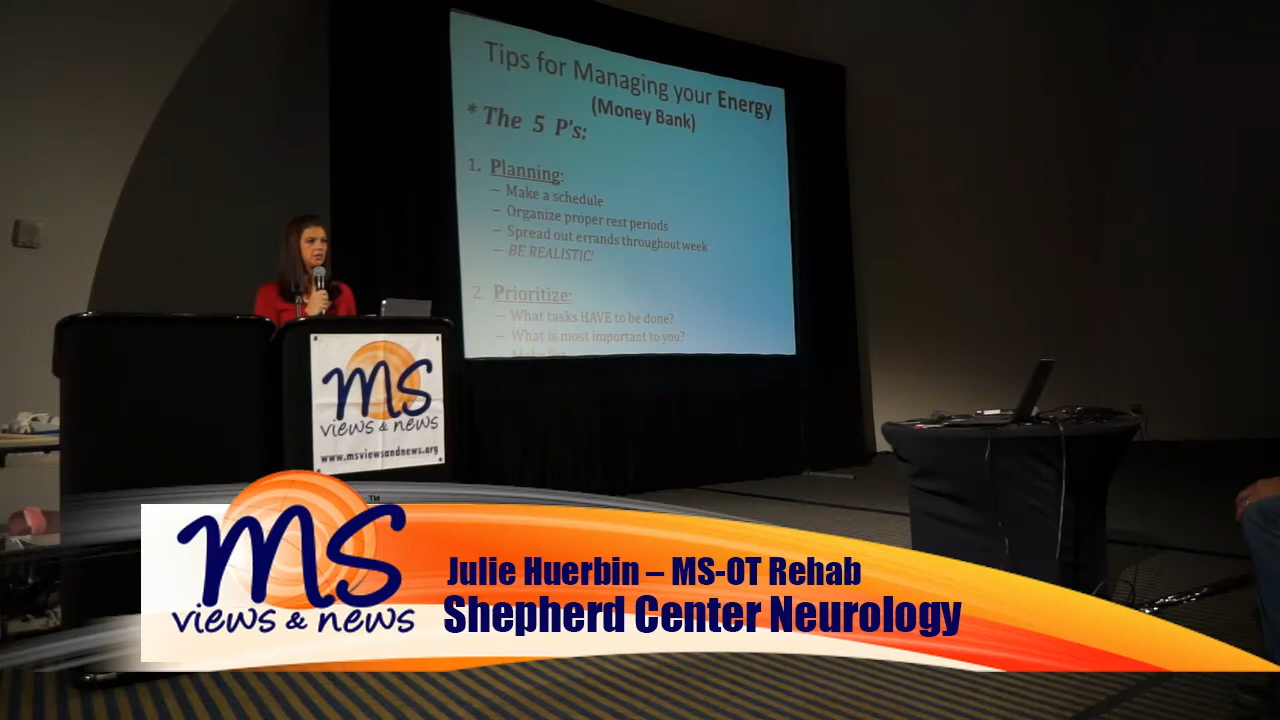 Tips for Managing your Energy
(Money Bank)
* The 5 P's:
1. Planning:
– Make a schedule
– Organize proper rest periods
– Spread out errands throughout week
– BE REALISTIC!
2. Prioritize:
– What tasks HAVE to be done?
– What is most important to you?
MS
views & news
www.msviewsandnews.org
MS™
views & news
Julie Huerbin – MS-OT Rehab
Shepherd Center Neurology